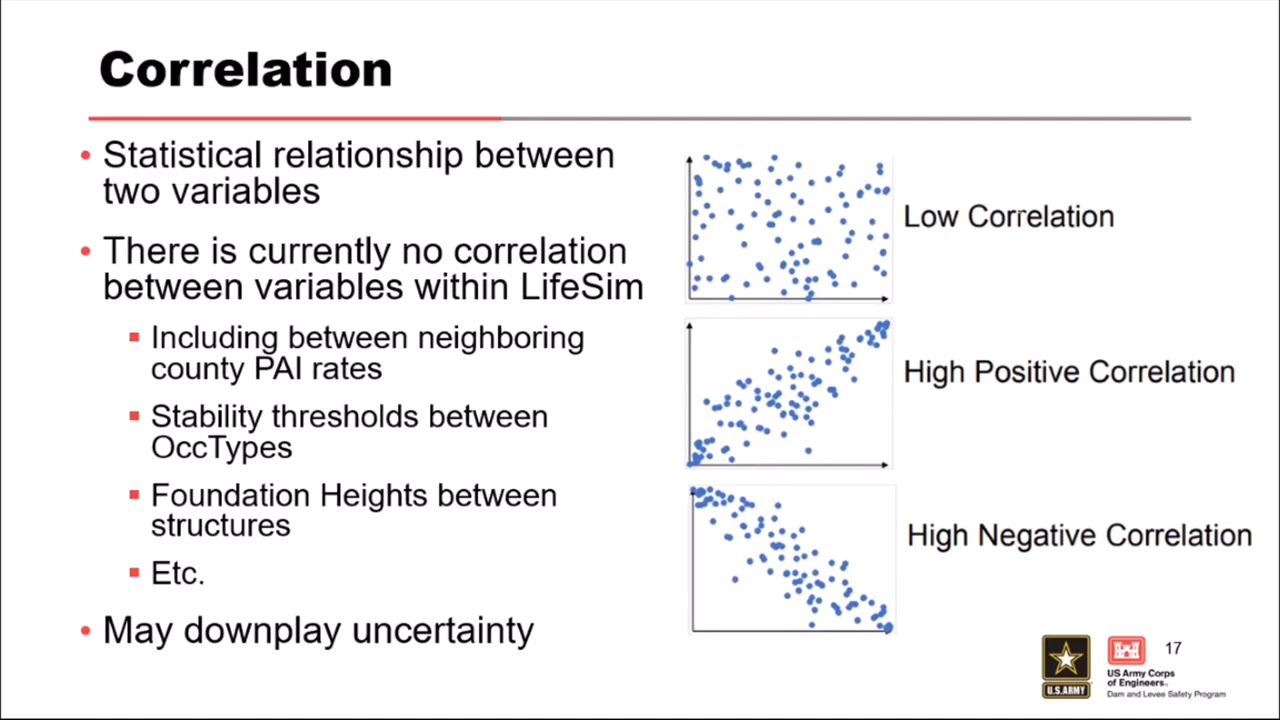 Correlation
• Statistical relationship between
two variables
• There is currently no correlation
between variables within LifeSim
▪ Including between neighboring
county PAI rates
▪ Stability thresholds between
OccTypes
▪ Foundation Heights between
structures
▪ Etc.
• May downplay uncertainty
Low Correlation
High Positive Correlation
High Negative Correlation
U.S. ARMY
US Army Corps
of Engineers®
Dam and Levee Safety Program
17